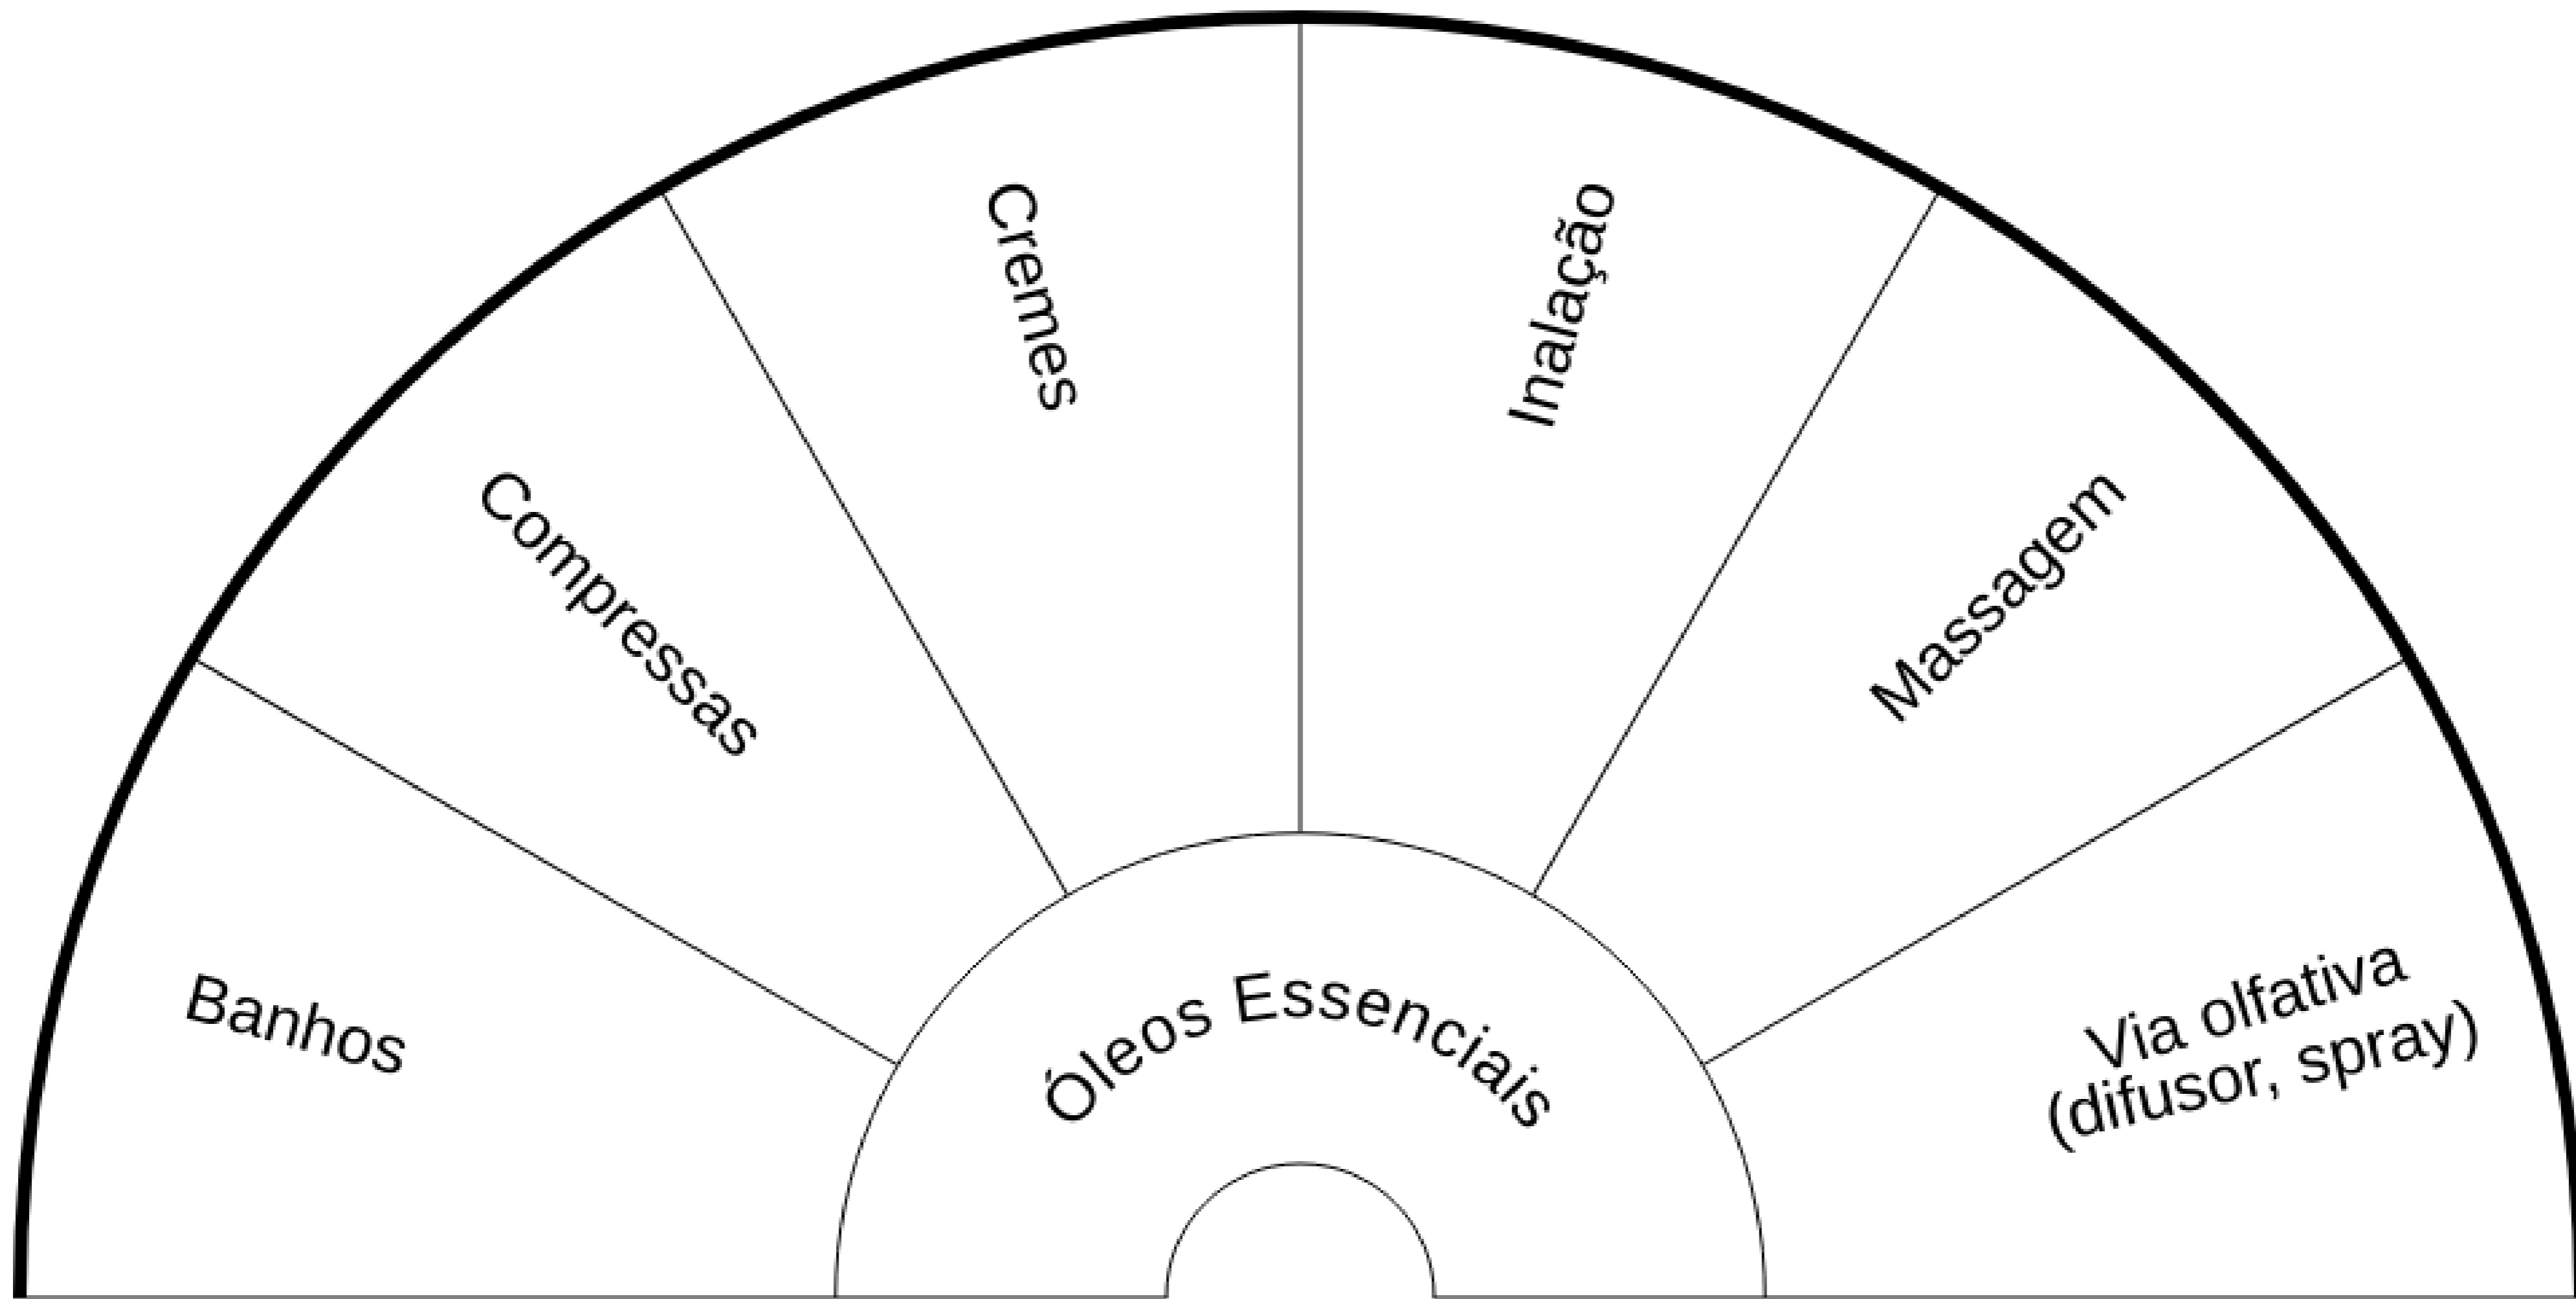 Banhos
Compressas
Cremes
Inalação
Massagem
Via olfativa
(difusor, spray)
Óleos Essenciais